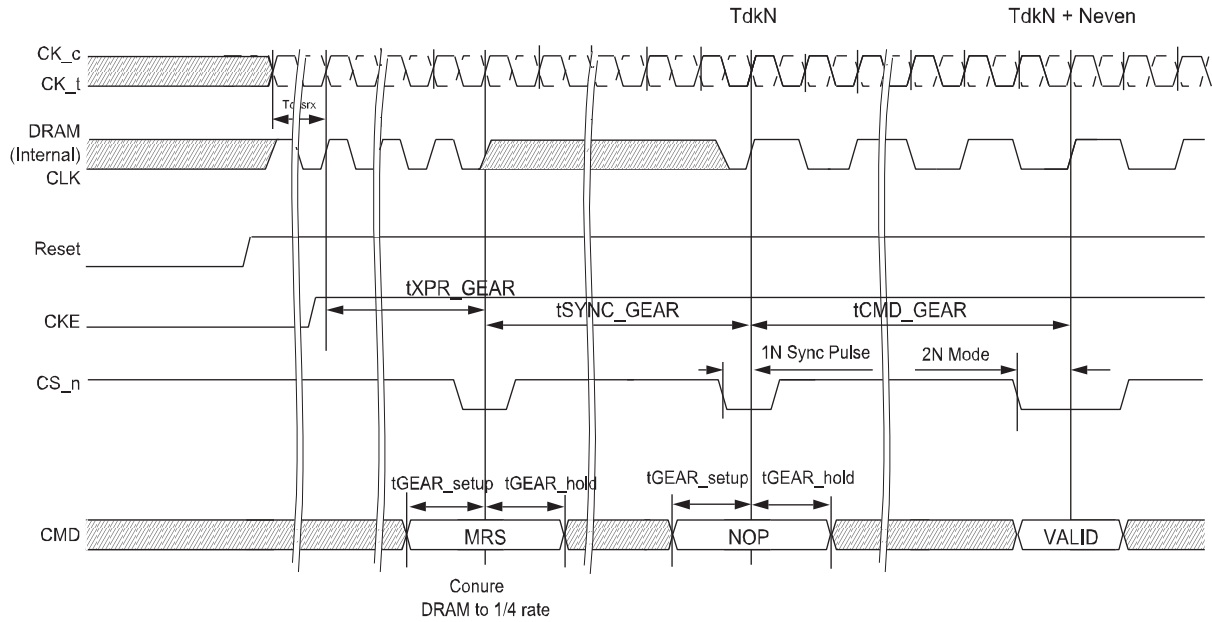 TdkN
TdkN + Neven
CK_c
CK_t
DRAM
(Internal)
CLK
Reset
tXPR_GEAR
CKE
tSYNC_GEAR
tCMD_GEAR
1N Sync Pulse
2N Mode
CS_n
tGEAR_setup
tGEAR_hold
tGEAR_setup
tGEAR_hold
CMD
MRS
NOP
VALID
Conure
DRAM to 1/4 rate